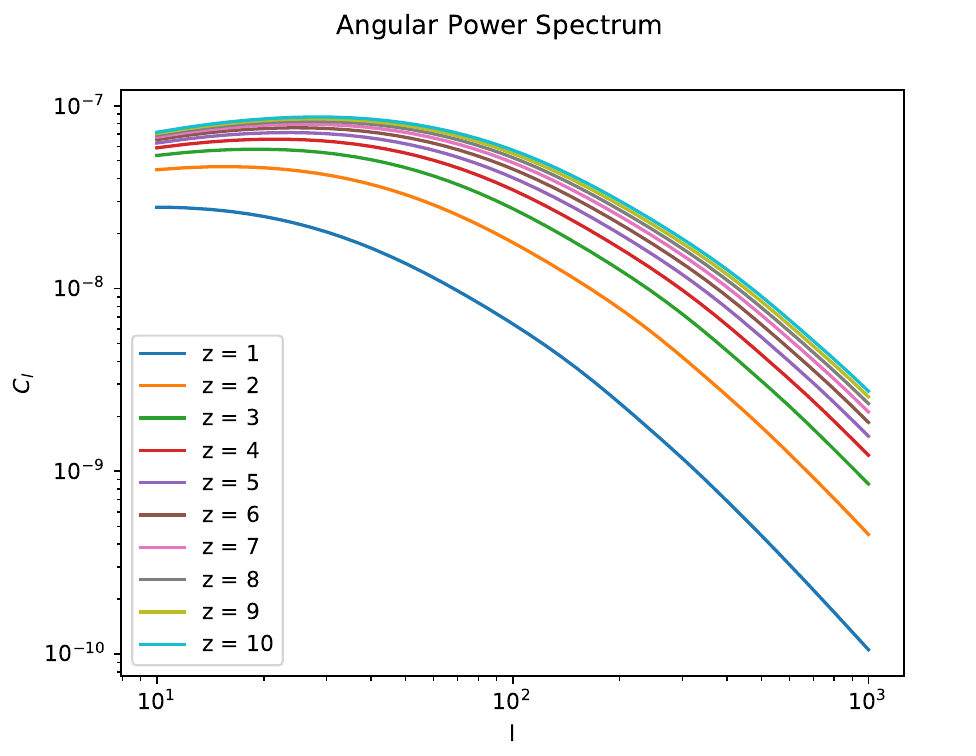 Angular Power Spectrum
10⁻⁷
10⁻⁸
10⁻⁹
10⁻¹⁰
C_l
z = 1
z = 2
z = 3
z = 4
z = 5
z = 6
z = 7
z = 8
z = 9
z = 10
10¹ 10² 10³
l